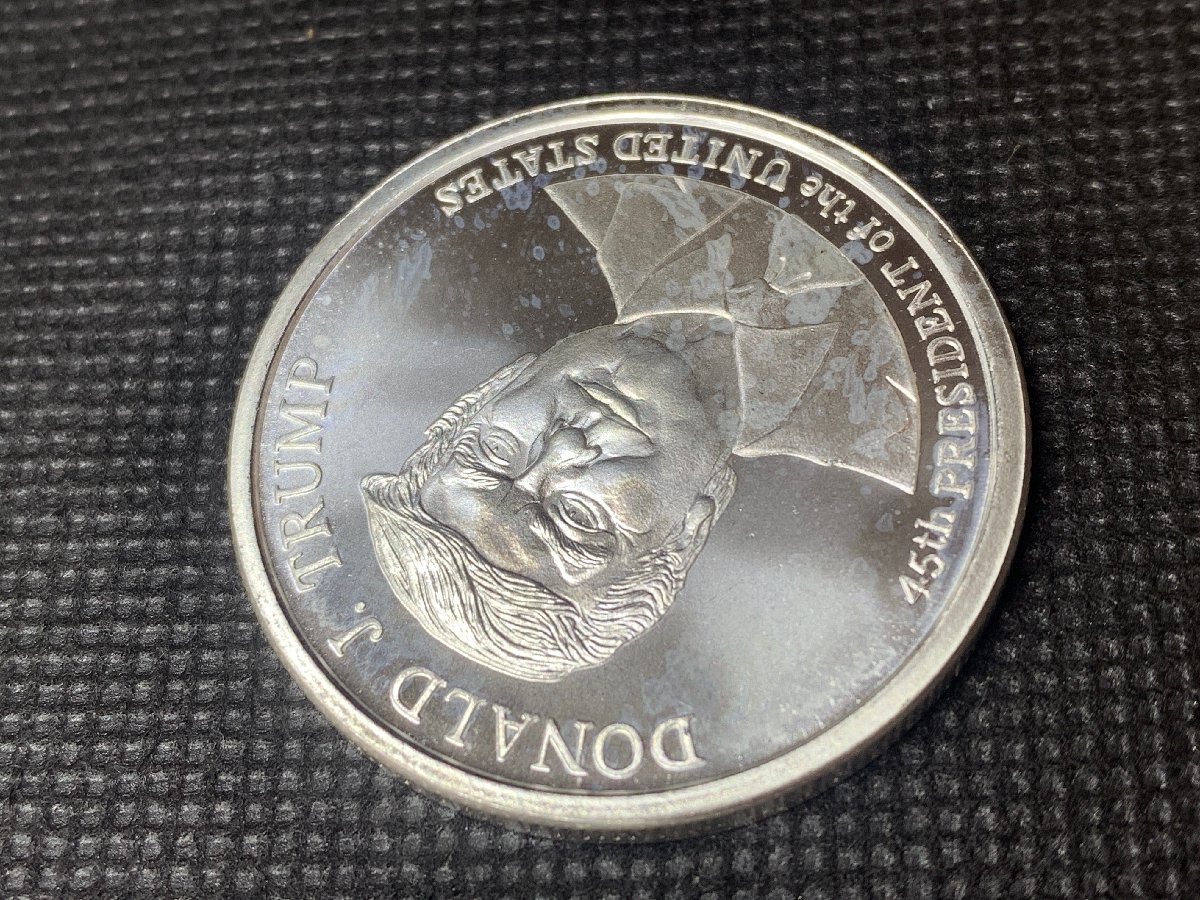 DONALD J. TRUMP
45th PRESIDENT of the UNITED STATES